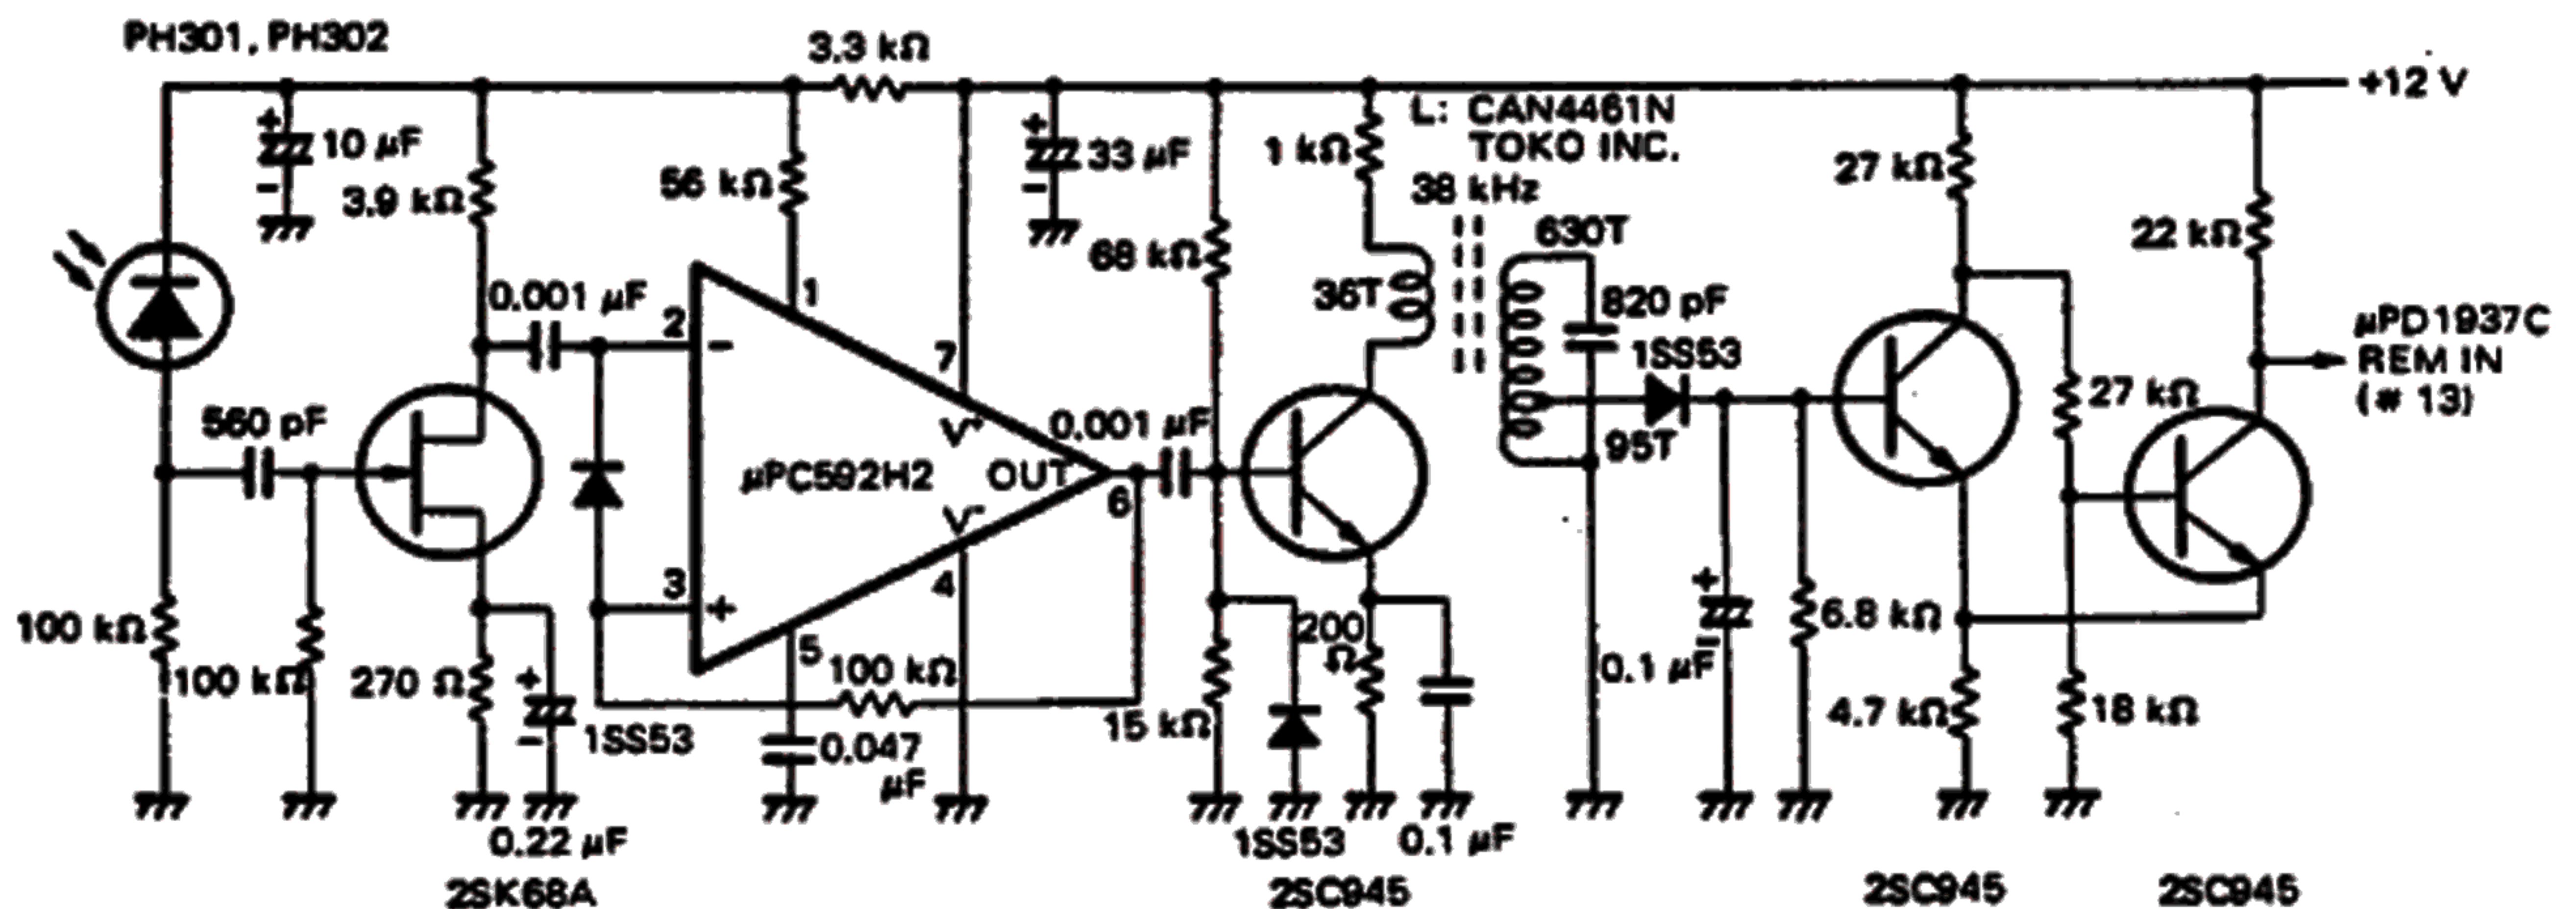 PH301, PH302
3.3 kΩ
+12 V
L: CAN4461N
TOKO INC.
38 kHz
10 µF
3.9 kΩ
56 kΩ
33 µF
1 kΩ
68 kΩ
27 kΩ
22 kΩ
630T
36T
820 pF
1SS53
95T
0.001 µF
2
1
7
µPD1937C
REM IN
(# 13)
560 pF
V+
0.001 µF
27 kΩ
µPC592H2
OUT
6
V-
3
4
5
100 kΩ
100 kΩ
270 Ω
100 kΩ
1SS53
0.047
µF
15 kΩ
200
Ω
0.1 µF
6.8 kΩ
4.7 kΩ
18 kΩ
0.22 µF
1SS53
0.1 µF
2SK68A
2SC945
2SC945
2SC945